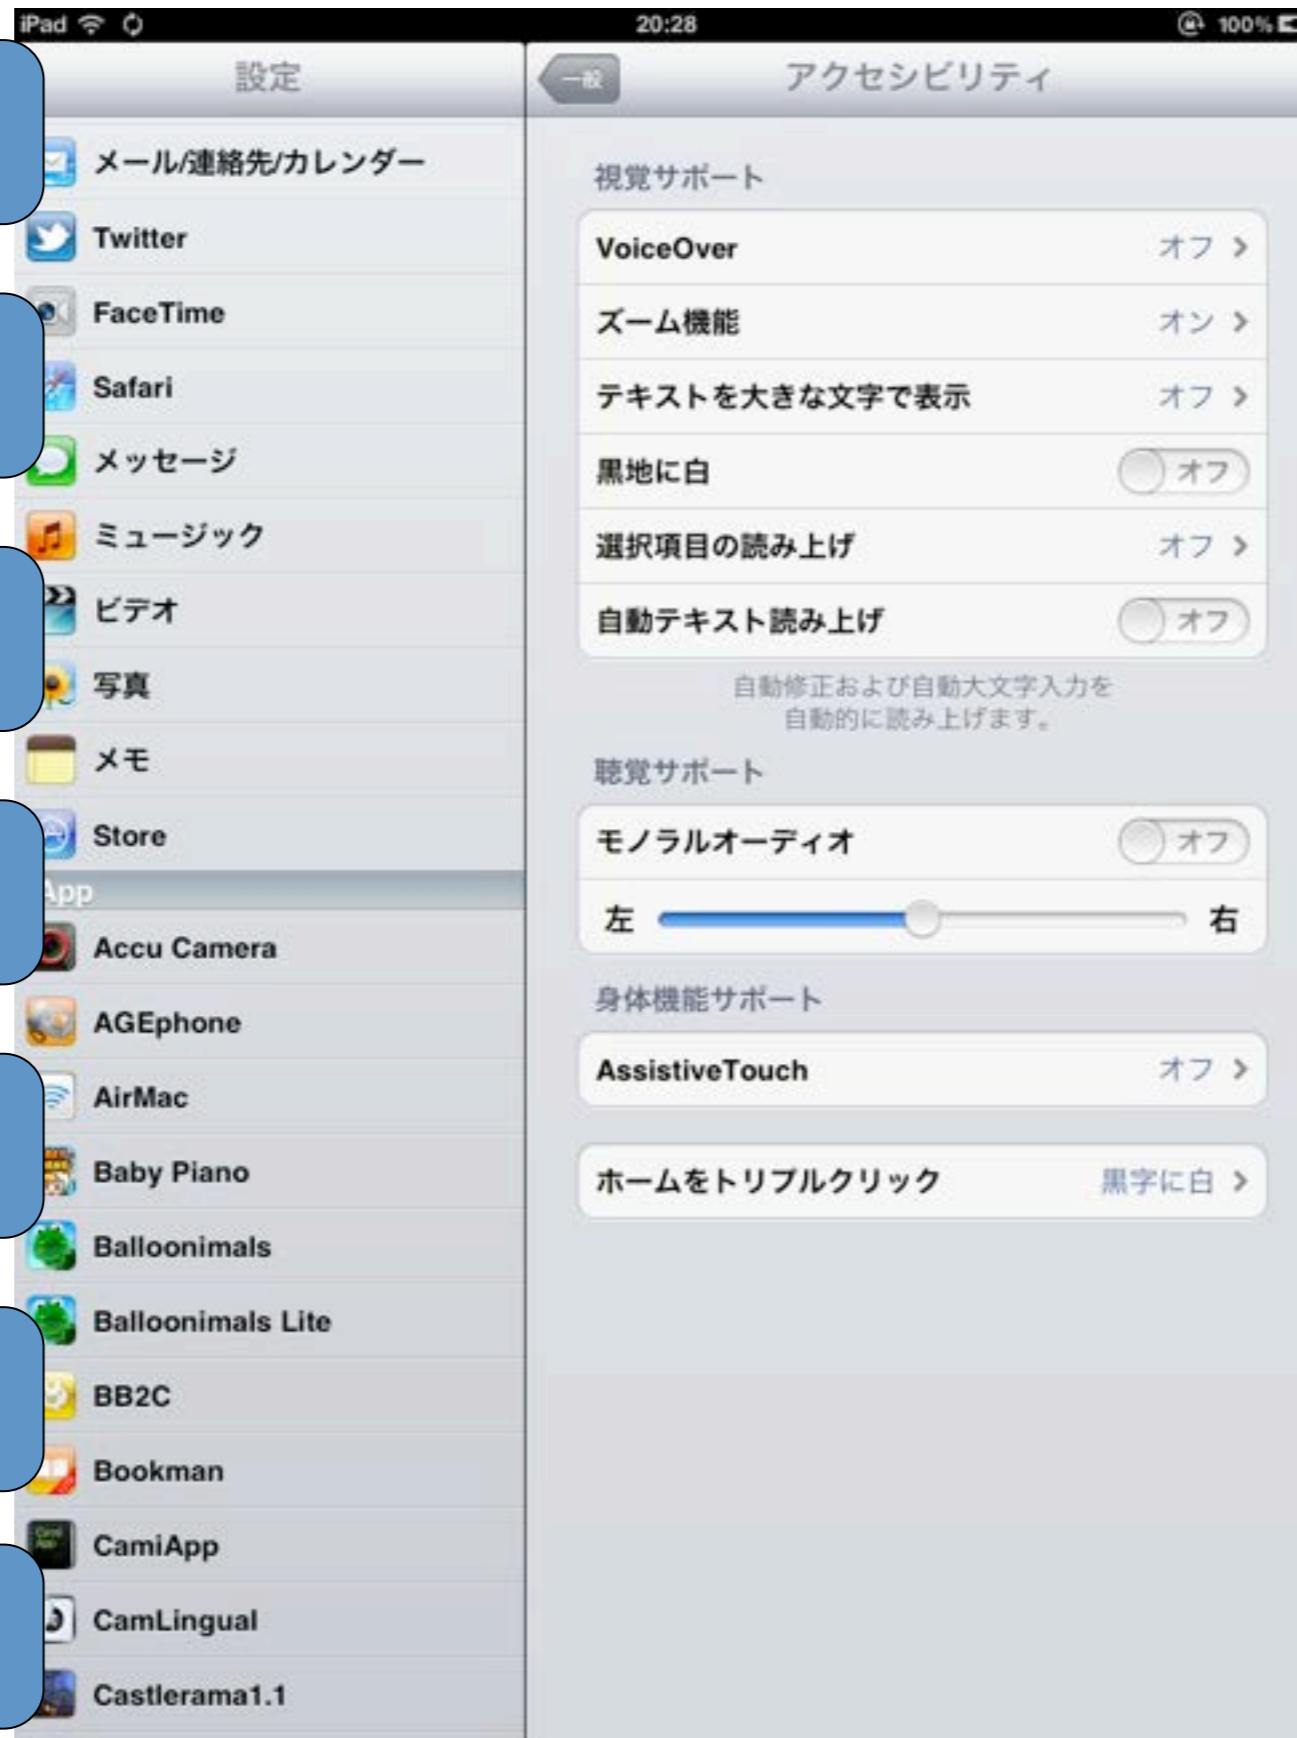 iPad
20:28
100%
設定
メール/連絡先/カレンダー
Twitter
FaceTime
Safari
メッセージ
ミュージック
ビデオ
写真
メモ
Store
App
Accu Camera
AGEphone
AirMac
Baby Piano
Balloonimals
Balloonimals Lite
BB2C
Bookman
CamiApp
CamLingual
Castlerama1.1
一般
アクセシビリティ
視覚サポート
VoiceOver オフ
ズーム機能 オン
テキストを大きな文字で表示 オフ
黒地に白 オフ
選択項目の読み上げ オフ
自動テキスト読み上げ オフ
自動修正および自動大文字入力を
自動的に読み上げます。
聴覚サポート
モノラルオーディオ オフ
左 右
身体機能サポート
AssistiveTouch オフ
ホームをトリプルクリック 黒字に白